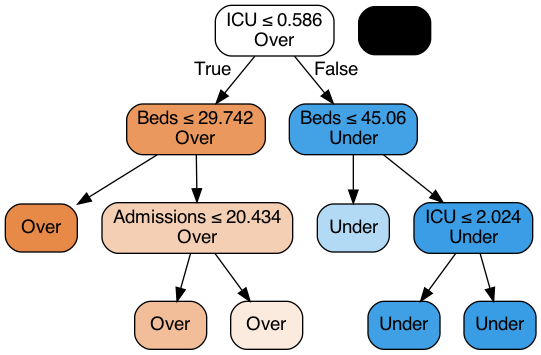 ICU ≤ 0.586
Over
True
False
Beds ≤ 29.742
Over
Beds ≤ 45.06
Under
Over
Admissions ≤ 20.434
Over
Under
ICU ≤ 2.024
Under
Over
Over
Under
Under